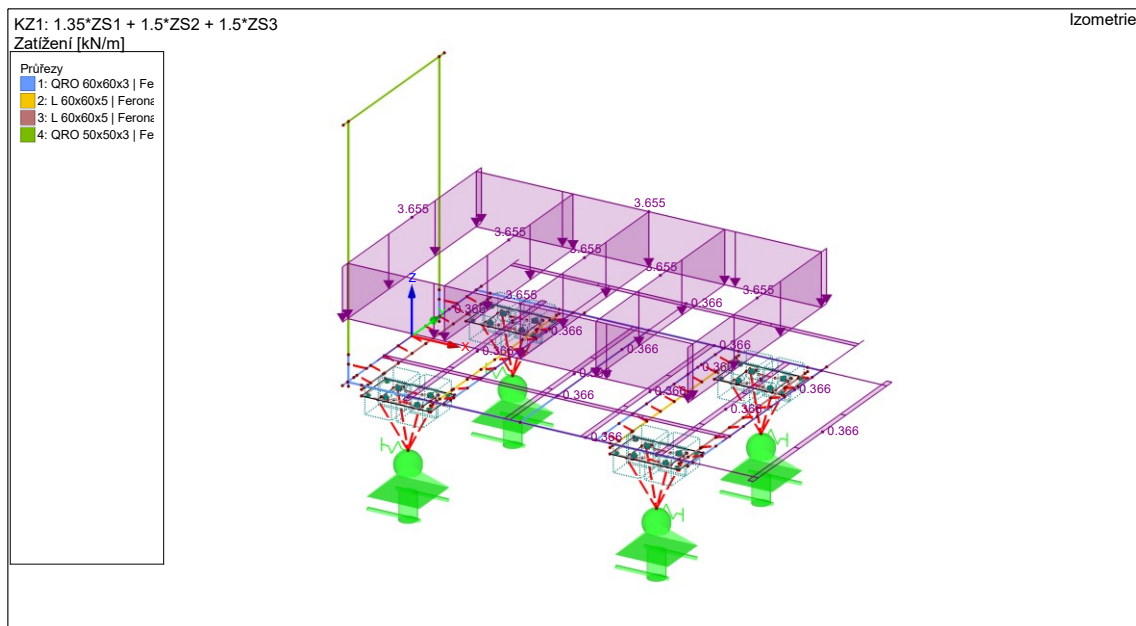 KZ1: 1.35*ZS1 + 1.5*ZS2 + 1.5*ZS3
Izometrie
Zatížení [kN/m]
Průřezy
1: QRO 60x60x3 | Fe
2: L 60x60x5 | Ferona
3: L 60x60x5 | Ferona
4: QRO 50x50x3 | Fe
3.655
3.655
3.655
3.655
3.655
3.655
3.655
Z
X
0.366
0.366
0.366
0.366
0.366
0.366
0.366
0.366
0.366
0.366
0.366
0.366
0.366
0.366